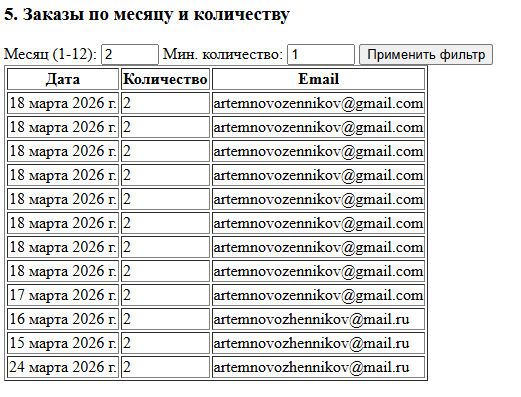 5. Заказы по месяцу и количеству
Месяц (1-12): 2 Мин. количество: 1 Применить фильтр
Дата Количество Email
18 марта 2026 г. 2 artemnovozennikov@gmail.com
18 марта 2026 г. 2 artemnovozennikov@gmail.com
18 марта 2026 г. 2 artemnovozennikov@gmail.com
18 марта 2026 г. 2 artemnovozennikov@gmail.com
18 марта 2026 г. 2 artemnovozennikov@gmail.com
18 марта 2026 г. 2 artemnovozennikov@gmail.com
18 марта 2026 г. 2 artemnovozennikov@gmail.com
18 марта 2026 г. 2 artemnovozennikov@gmail.com
17 марта 2026 г. 2 artemnovozennikov@gmail.com
16 марта 2026 г. 2 artemnovozhennikov@mail.ru
15 марта 2026 г. 2 artemnovozhennikov@mail.ru
24 марта 2026 г. 2 artemnovozhennikov@mail.ru